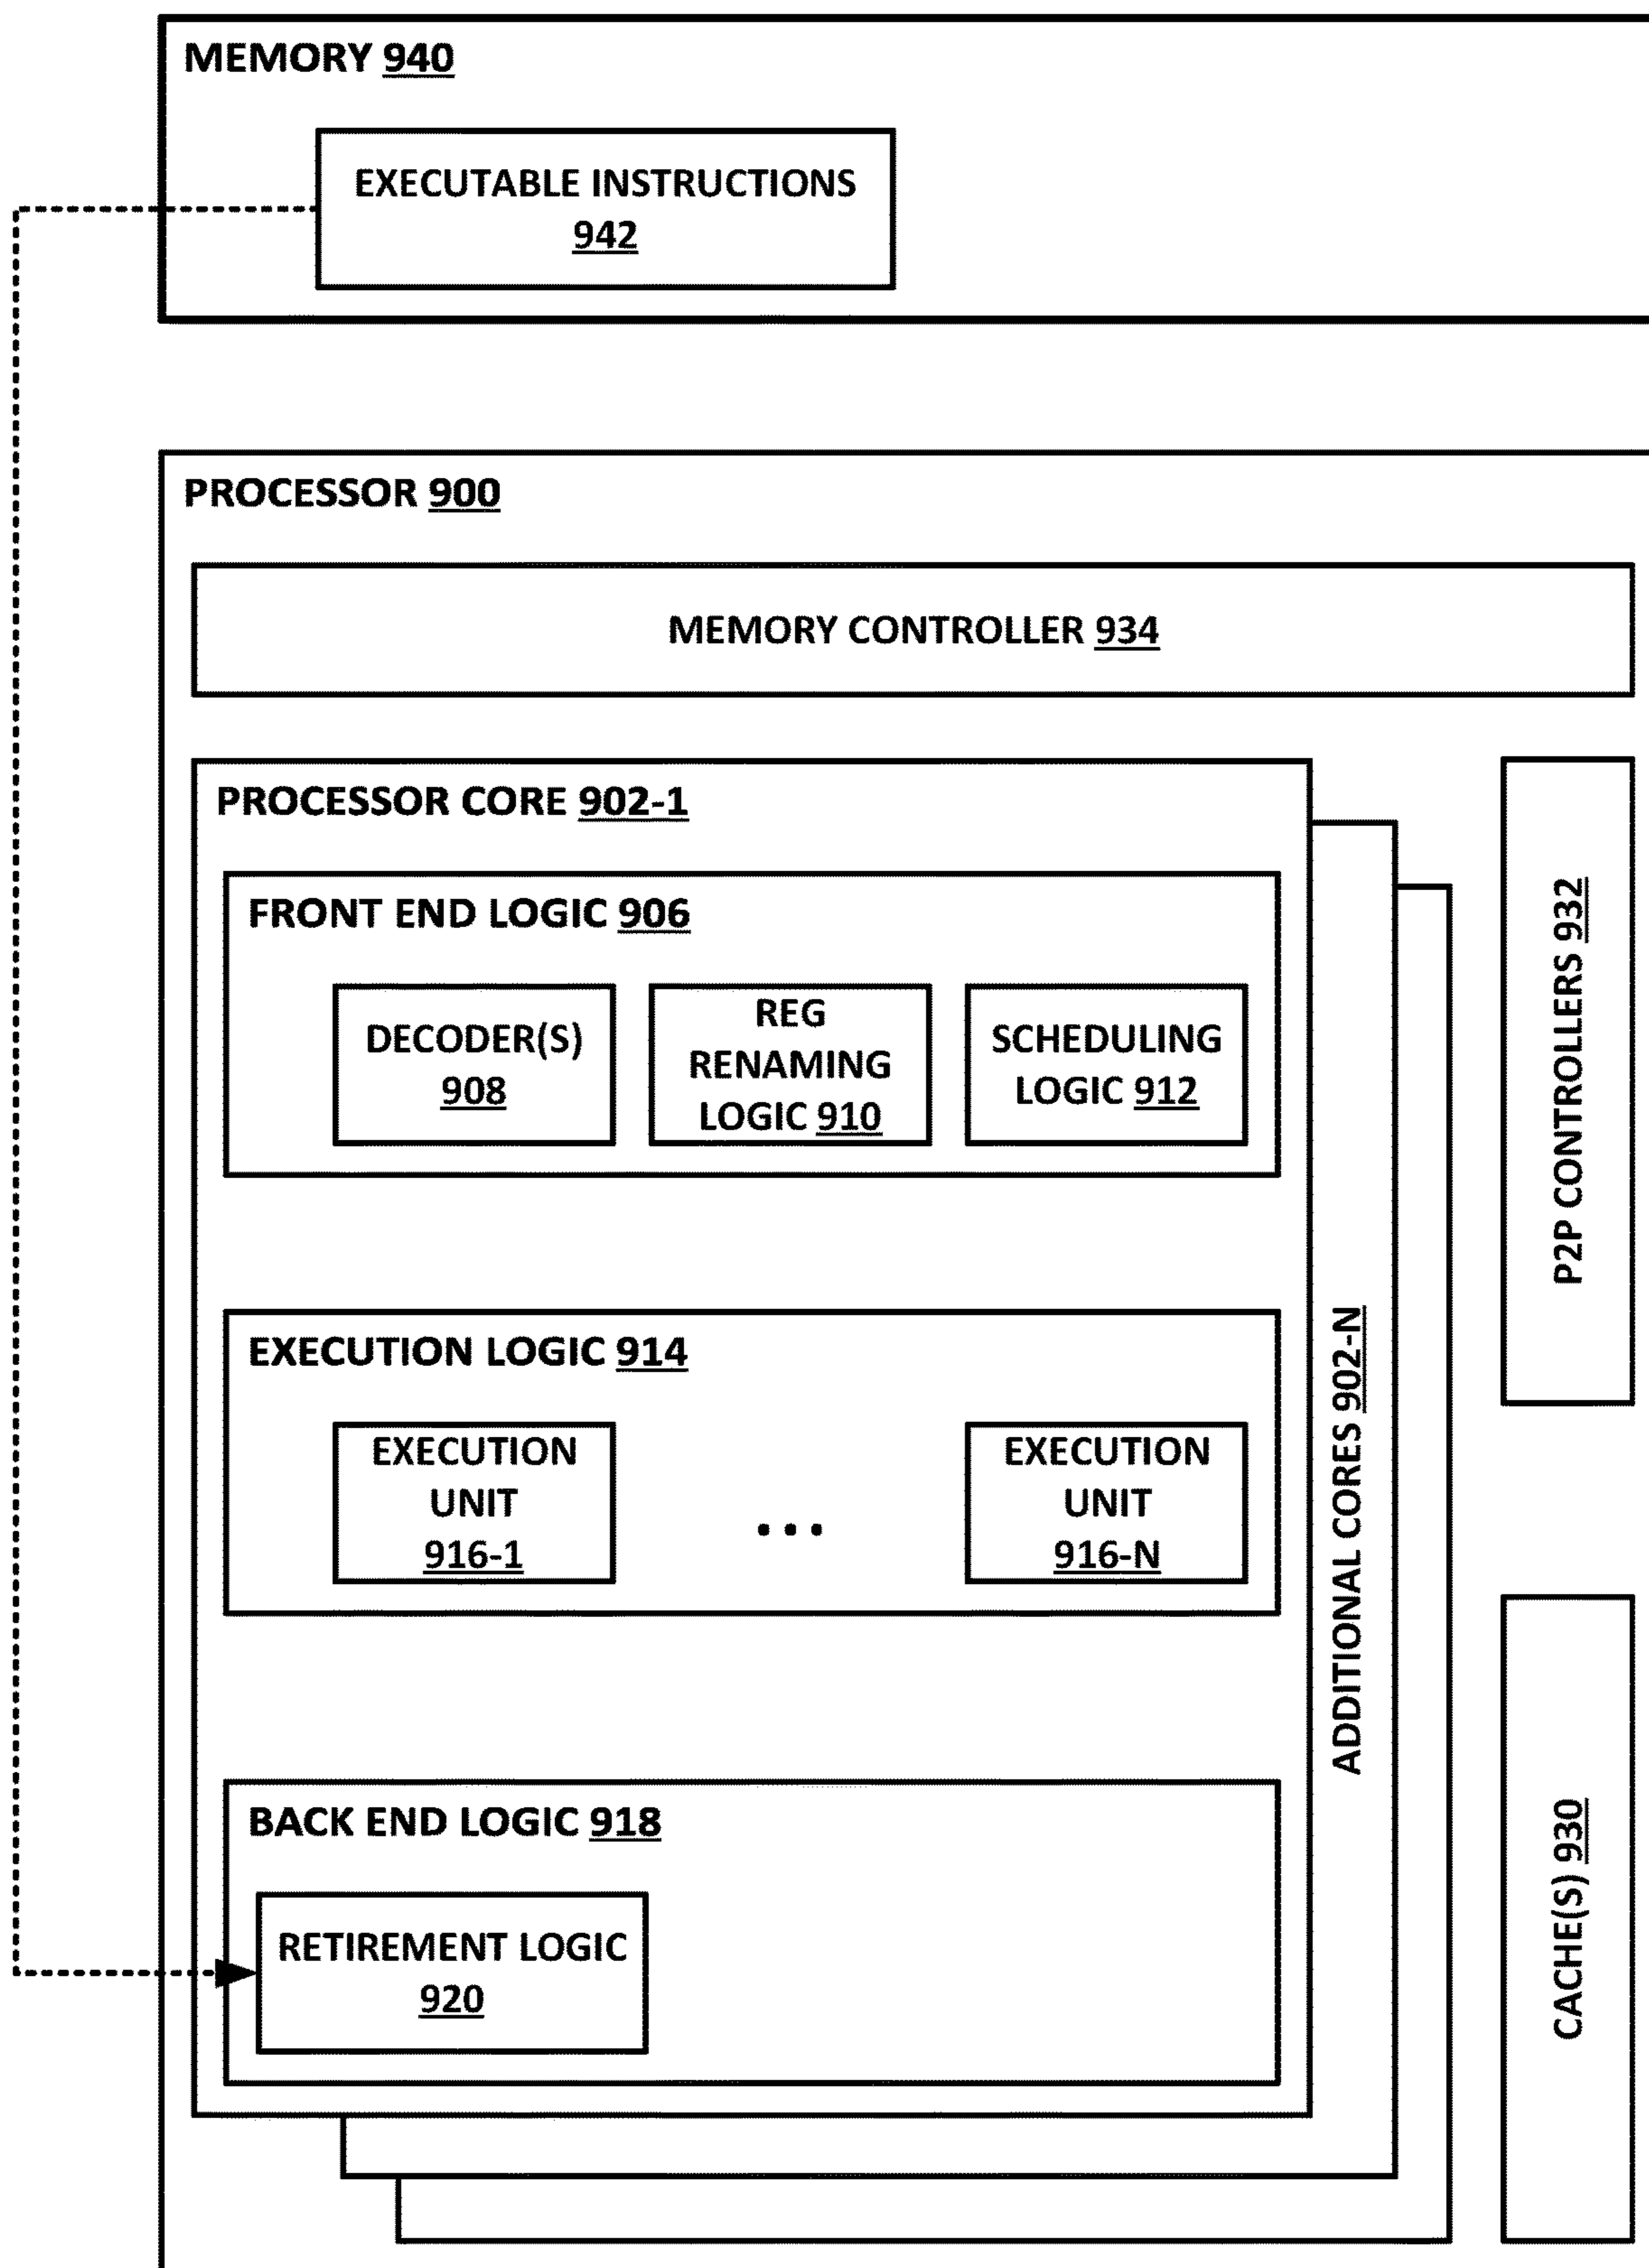 MEMORY 940
EXECUTABLE INSTRUCTIONS
942
PROCESSOR 900
MEMORY CONTROLLER 934
PROCESSOR CORE 902-1
FRONT END LOGIC 906
DECODER(S)
908
REG
RENAMING
LOGIC 910
SCHEDULING
LOGIC 912
EXECUTION LOGIC 914
EXECUTION
UNIT
916-1
...
EXECUTION
UNIT
916-N
BACK END LOGIC 918
RETIREMENT LOGIC
920
ADDITIONAL CORES 902-N
P2P CONTROLLERS 932
CACHE(S) 930